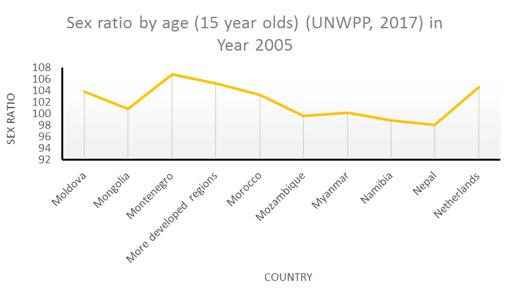 Sex ratio by age (15 year olds) (UNWPP, 2017) in
Year 2005
SEX RATIO
108
106
104
102
100
98
96
94
92
Moldova
Mongolia
Montenegro
More developed regions
Morocco
Mozambique
Myanmar
Namibia
Nepal
Netherlands
COUNTRY